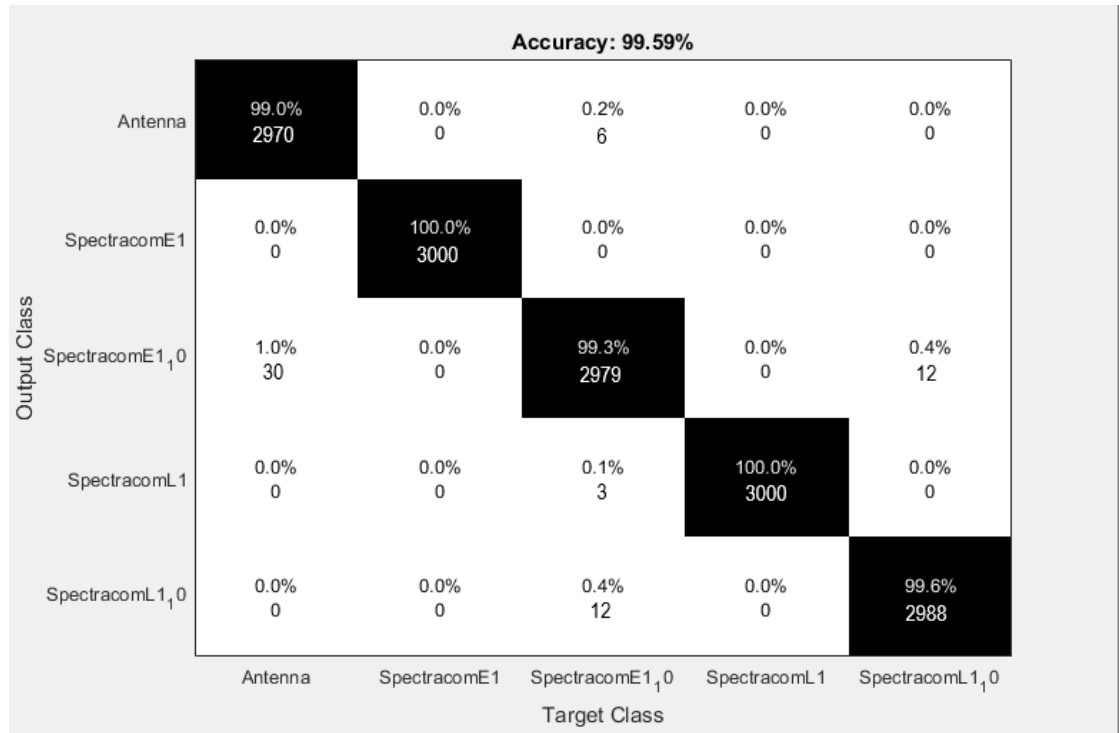 Accuracy: 99.59%
Antenna
99.0% 0.0% 0.2% 0.0% 0.0%
2970 0 6 0 0
SpectracomE1
0.0% 100.0% 0.0% 0.0% 0.0%
0 3000 0 0 0
SpectracomE1₁0
1.0% 0.0% 99.3% 0.0% 0.4%
30 0 2979 0 12
SpectracomL1
0.0% 0.0% 0.1% 100.0% 0.0%
0 0 3 3000 0
SpectracomL1₁0
0.0% 0.0% 0.4% 0.0% 99.6%
0 0 12 0 2988
Output Class
Antenna SpectracomE1 SpectracomE1₁0 SpectracomL1 SpectracomL1₁0
Target Class